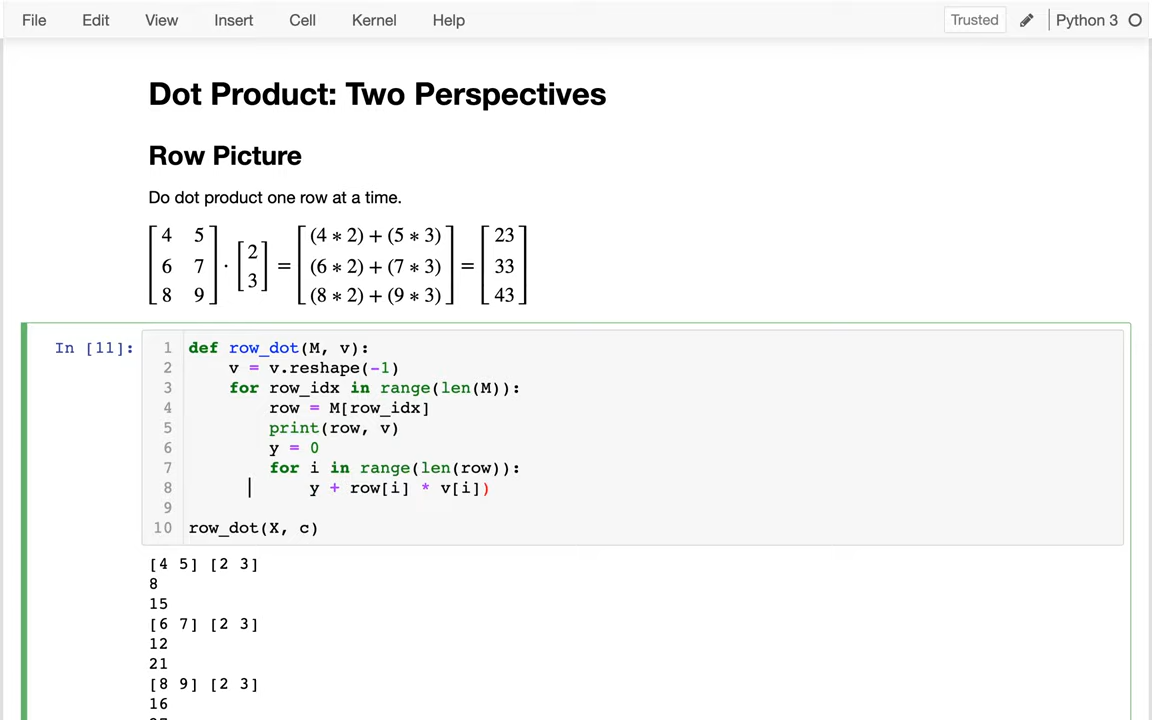 File Edit View Insert Cell Kernel Help Trusted Python 3
Dot Product: Two Perspectives
Row Picture
Do dot product one row at a time.
[4 5] · [2] = [(4 * 2) + (5 * 3)] = [23]
[6 7] [3] [(6 * 2) + (7 * 3)] [33]
[8 9] [(8 * 2) + (9 * 3)] [43]
In [11]:
1 def row_dot(M, v):
2     v = v.reshape(-1)
3     for row_idx in range(len(M)):
4         row = M[row_idx]
5         print(row, v)
6         y = 0
7         for i in range(len(row)):
8             y + row[i] * v[i])
9
10 row_dot(X, c)
[4 5] [2 3]
8
15
[6 7] [2 3]
12
21
[8 9] [2 3]
16